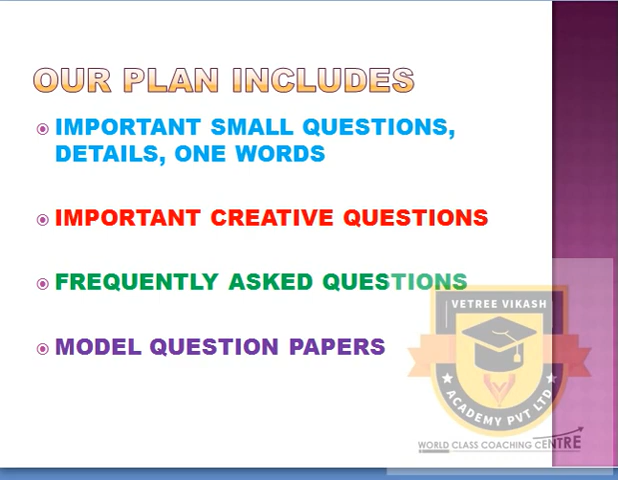 OUR PLAN INCLUDES
IMPORTANT SMALL QUESTIONS,
DETAILS, ONE WORDS
IMPORTANT CREATIVE QUESTIONS
FREQUENTLY ASKED QUESTIONS
MODEL QUESTION PAPERS
VETREE VIKASH
ACADEMY PVT LTD
WORLD CLASS COACHING CENTRE